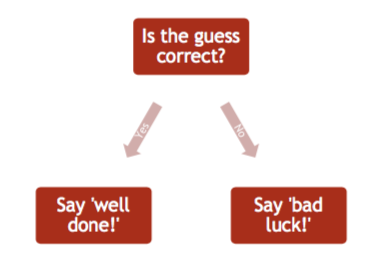 Is the guess
correct?
Yes
No
Say 'well
done!'
Say 'bad
luck!'